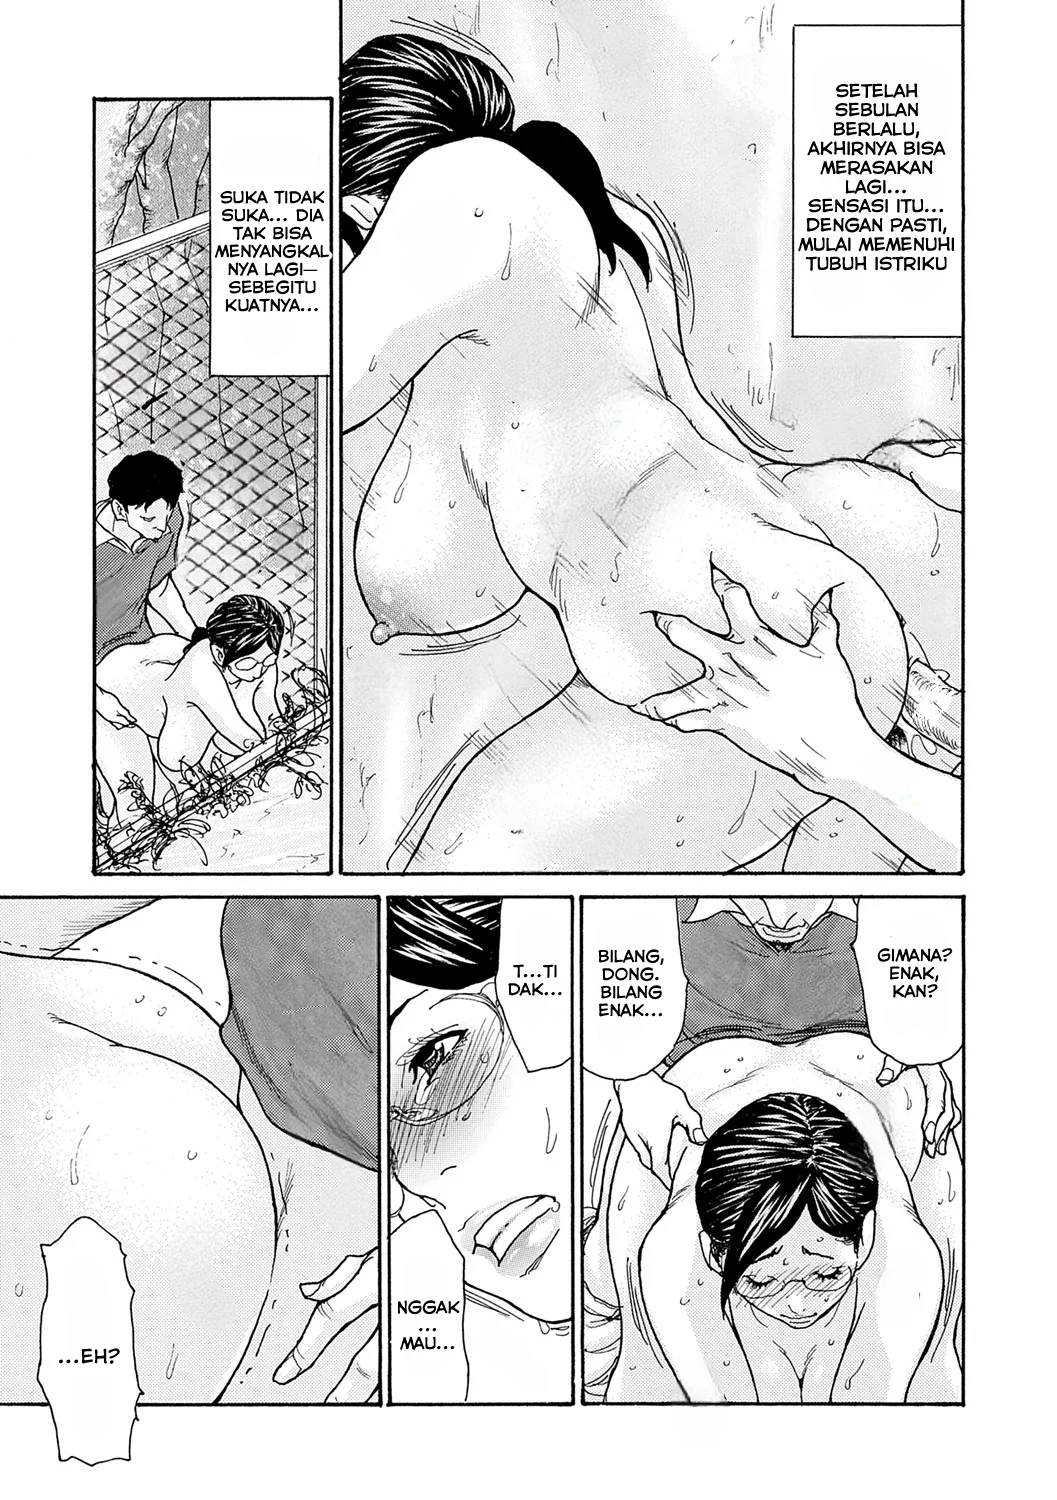 SETELAH
SEBULAN
BERLALU,
AKHIRNYA BISA
MERASAKAN
LAGI...
SENSASI ITU...
DENGAN PASTI,
MULAI MEMENUHI
TUBUH ISTRIKU
SUKA TIDAK
SUKA... DIA
TAK BISA
MENYANGKAL
NYA LAGI—
SEBEGITU
KUATNYA...
GIMANA?
ENAK,
KAN?
BILANG,
DONG.
BILANG
ENAK...
T...TI
DAK...
NGGAK
...
MAU...
...EH?